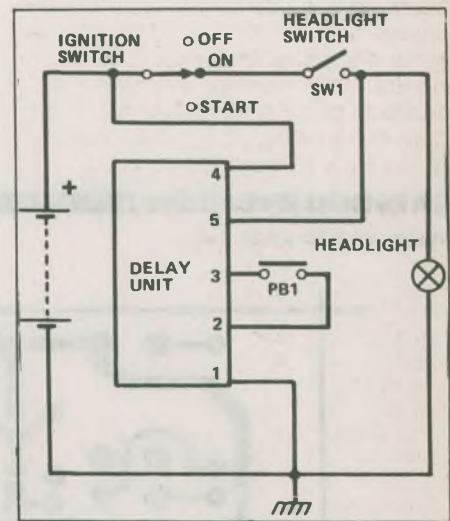 HEADLIGHT
SWITCH
IGNITION
SWITCH
OFF
ON
SW1
START
+
4
5
HEADLIGHT
DELAY
UNIT
3
PB1
2
1